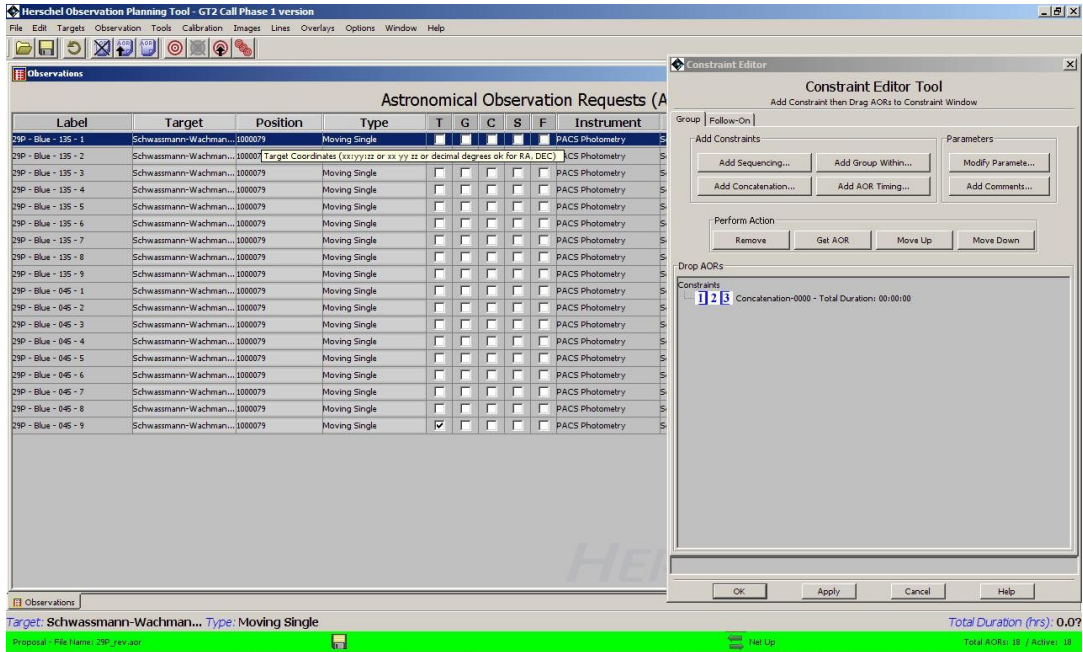 Herschel Observation Planning Tool - GT2 Call Phase 1 version
File Edit Targets Observation Tools Calibration Images Lines Overlays Options Window Help
Observations
Astronomical Observation Requests (A
Label Target Position Type T G C S F Instrument
29P - Blue - 135 - 1 Schwassmann-Wachman... 1000079 Moving Single PACS Photometry
29P - Blue - 135 - 2 Schwassmann-Wachman... Target Coordinates (xx:yy:zz or xx yy zz or decimal degrees ok for RA, DEC) ACS Photometry
29P - Blue - 135 - 3 Schwassmann-Wachman... 1000079 Moving Single PACS Photometry
29P - Blue - 135 - 4 Schwassmann-Wachman... 1000079 Moving Single PACS Photometry
29P - Blue - 135 - 5 Schwassmann-Wachman... 1000079 Moving Single PACS Photometry
29P - Blue - 135 - 6 Schwassmann-Wachman... 1000079 Moving Single PACS Photometry
29P - Blue - 135 - 7 Schwassmann-Wachman... 1000079 Moving Single PACS Photometry
29P - Blue - 135 - 8 Schwassmann-Wachman... 1000079 Moving Single PACS Photometry
29P - Blue - 135 - 9 Schwassmann-Wachman... 1000079 Moving Single PACS Photometry
29P - Blue - 045 - 1 Schwassmann-Wachman... 1000079 Moving Single PACS Photometry
29P - Blue - 045 - 2 Schwassmann-Wachman... 1000079 Moving Single PACS Photometry
29P - Blue - 045 - 3 Schwassmann-Wachman... 1000079 Moving Single PACS Photometry
29P - Blue - 045 - 4 Schwassmann-Wachman... 1000079 Moving Single PACS Photometry
29P - Blue - 045 - 5 Schwassmann-Wachman... 1000079 Moving Single PACS Photometry
29P - Blue - 045 - 6 Schwassmann-Wachman... 1000079 Moving Single PACS Photometry
29P - Blue - 045 - 7 Schwassmann-Wachman... 1000079 Moving Single PACS Photometry
29P - Blue - 045 - 8 Schwassmann-Wachman... 1000079 Moving Single PACS Photometry
29P - Blue - 045 - 9 Schwassmann-Wachman... 1000079 Moving Single PACS Photometry
HER
Constraint Editor
Constraint Editor Tool
Add Constraint then Drag AORs to Constraint Window
Group Follow-On
Add Constraints Parameters
Add Sequencing... Add Group Within... Modify Paramete...
Add Concatenation... Add AOR Timing... Add Comments...
Perform Action
Remove Get AOR Move Up Move Down
Drop AORs
Constraints
1 2 3 Concatenation-0000 - Total Duration: 00:00:00
OK Apply Cancel Help
Observations
Target: Schwassmann-Wachman... Type: Moving Single Total Duration (hrs): 0.0?
Proposal - File Name: 29P_rev.aor Net Up Total AORs: 18 / Active: 18